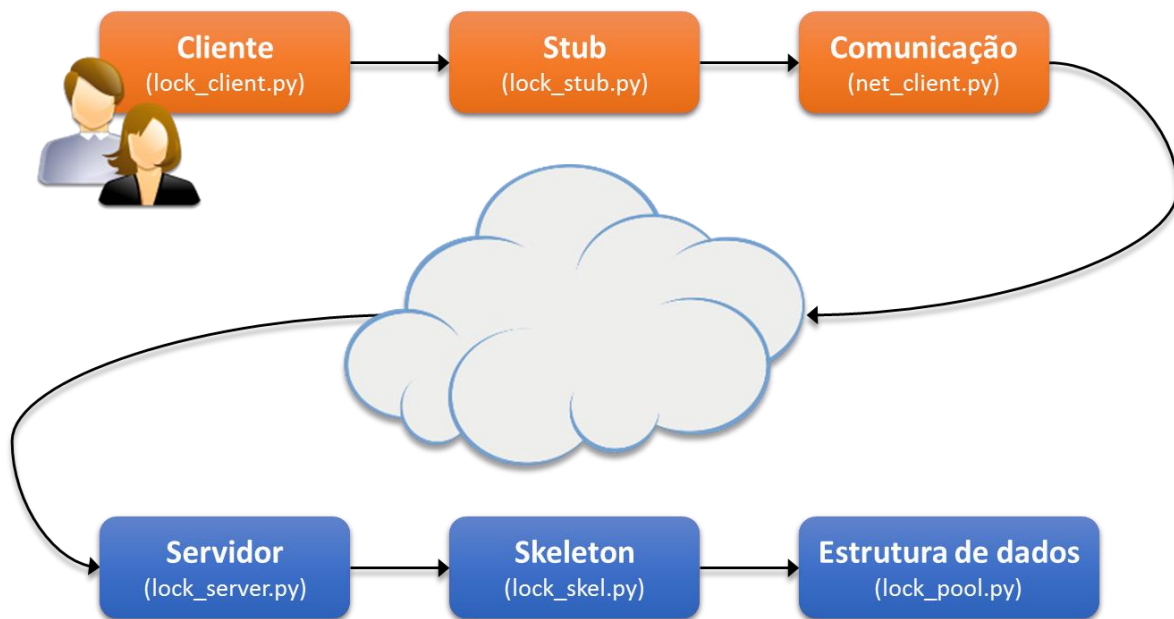 Cliente
(lock_client.py)
Stub
(lock_stub.py)
Comunicação
(net_client.py)
Servidor
(lock_server.py)
Skeleton
(lock_skel.py)
Estrutura de dados
(lock_pool.py)